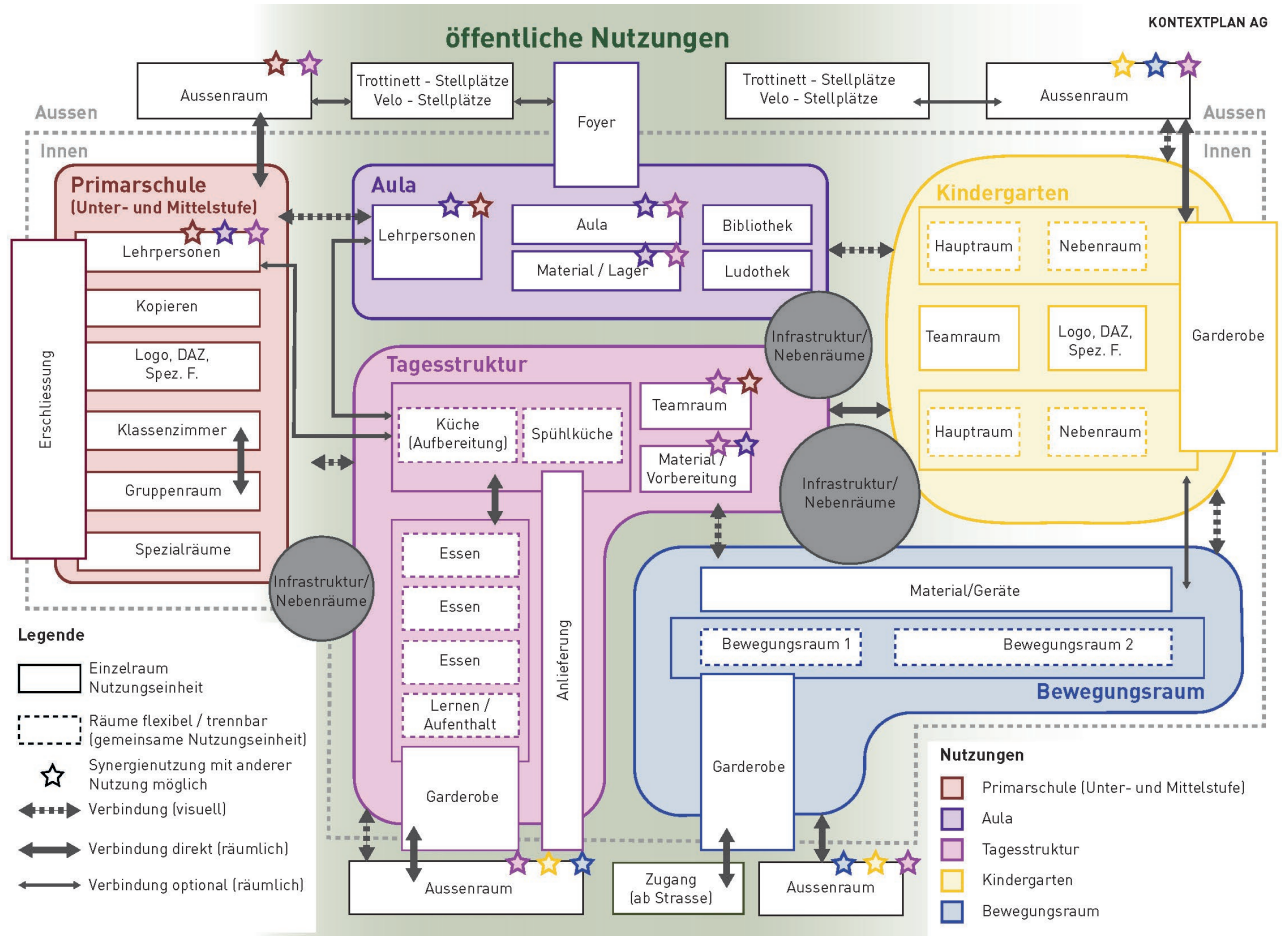 KONTEXTPLAN AG
öffentliche Nutzungen
Aussenraum
Trottinett - Stellplätze
Velo - Stellplätze
Foyer
Trottinett - Stellplätze
Velo - Stellplätze
Aussenraum
Aussen
Innen
Aussen
Innen
Primarschule
(Unter- und Mittelstufe)
Lehrpersonen
Kopieren
Logo, DAZ,
Spez. F.
Klassenzimmer
Gruppenraum
Spezialräume
Erschliessung
Infrastruktur/
Nebenräume
Aula
Lehrpersonen
Aula
Material / Lager
Bibliothek
Ludothek
Infrastruktur/
Nebenräume
Kindergarten
Hauptraum
Nebenraum
Teamraum
Logo, DAZ,
Spez. F.
Hauptraum
Nebenraum
Garderobe
Tagesstruktur
Küche
(Aufbereitung)
Spühlküche
Teamraum
Material /
Vorbereitung
Infrastruktur/
Nebenräume
Essen
Essen
Essen
Lernen /
Aufenthalt
Garderobe
Anlieferung
Material/Geräte
Bewegungsraum 1
Bewegungsraum 2
Bewegungsraum
Garderobe
Aussenraum
Zugang
(ab Strasse)
Aussenraum
Legende
Einzelraum
Nutzungseinheit
Räume flexibel / trennbar
(gemeinsame Nutzungseinheit)
Synergienutzung mit anderer
Nutzung möglich
Verbindung (visuell)
Verbindung direkt (räumlich)
Verbindung optional (räumlich)
Nutzungen
Primarschule (Unter- und Mittelstufe)
Aula
Tagesstruktur
Kindergarten
Bewegungsraum